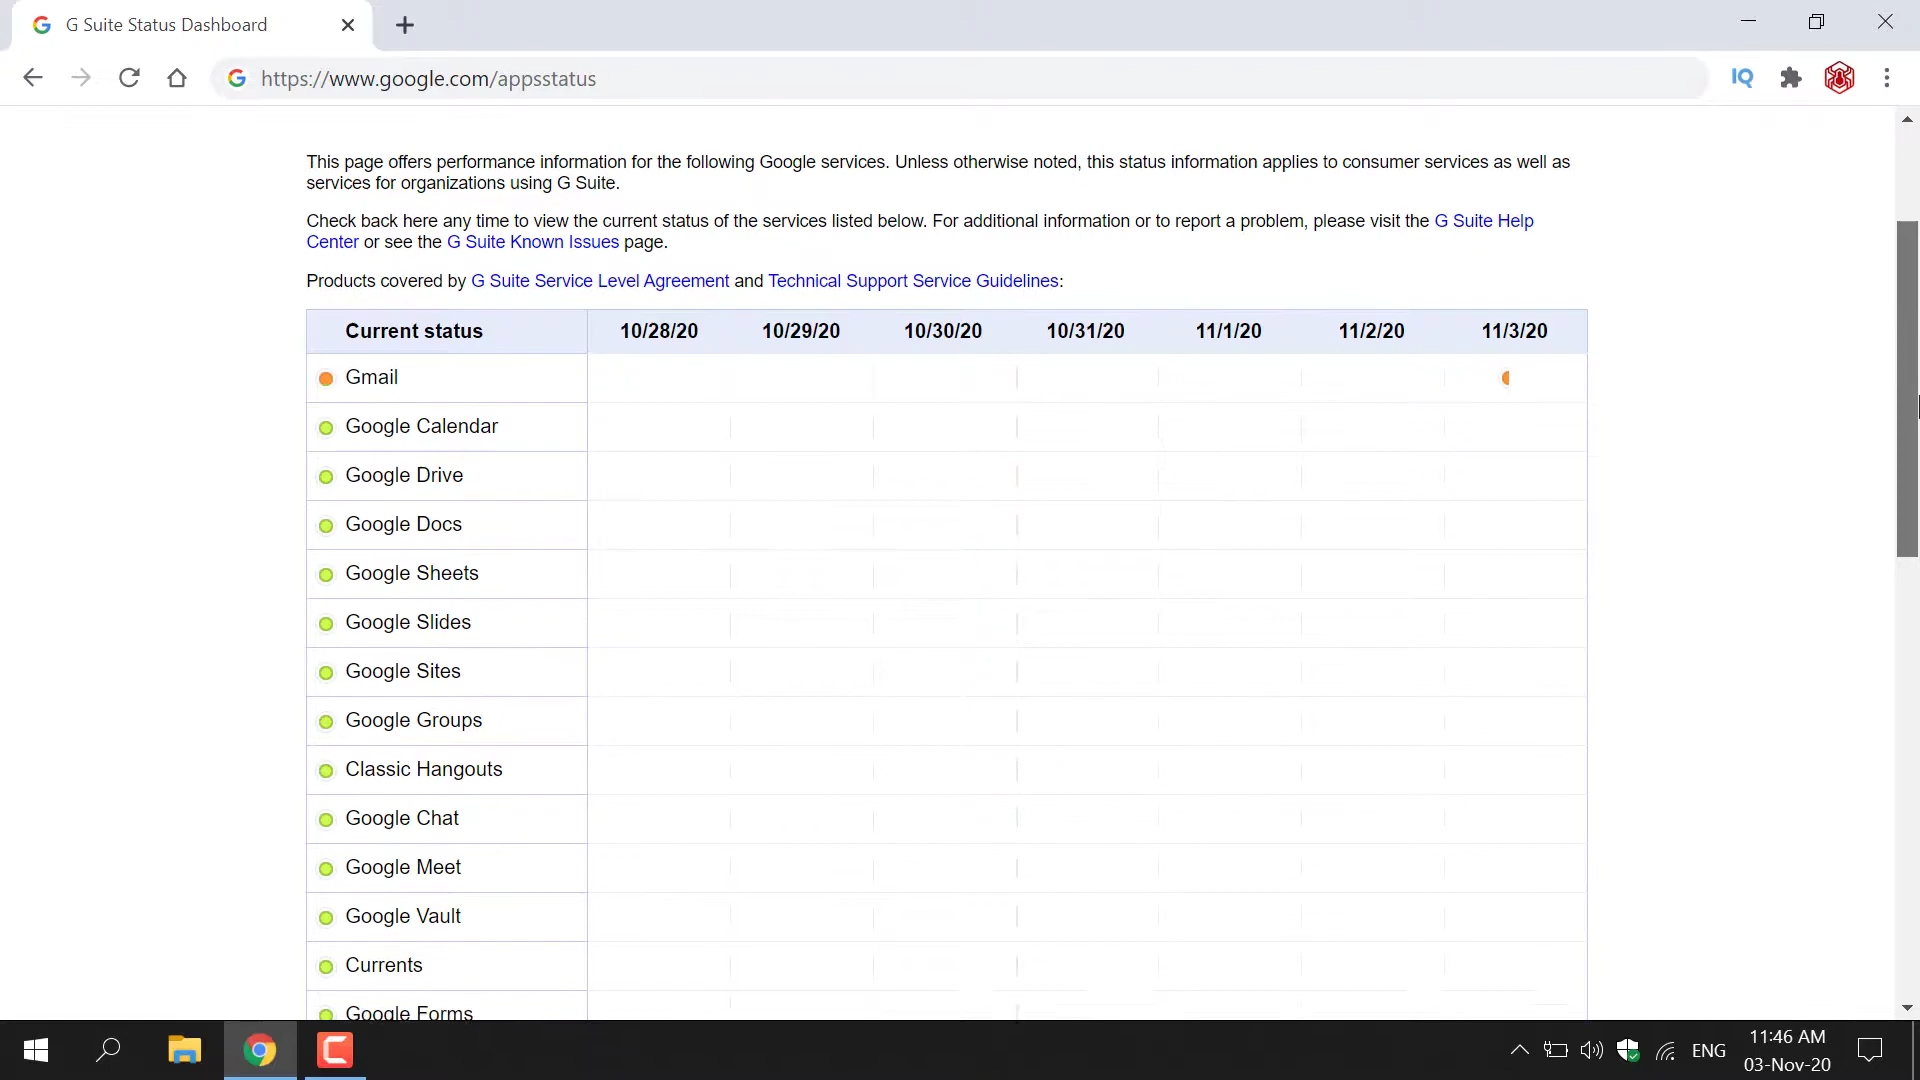 G Suite Status Dashboard
https://www.google.com/appsstatus
IQ
This page offers performance information for the following Google services. Unless otherwise noted, this status information applies to consumer services as well as
services for organizations using G Suite.
Check back here any time to view the current status of the services listed below. For additional information or to report a problem, please visit the G Suite Help
Center or see the G Suite Known Issues page.
Products covered by G Suite Service Level Agreement and Technical Support Service Guidelines:
Current status 10/28/20 10/29/20 10/30/20 10/31/20 11/1/20 11/2/20 11/3/20
Gmail
Google Calendar
Google Drive
Google Docs
Google Sheets
Google Slides
Google Sites
Google Groups
Classic Hangouts
Google Chat
Google Meet
Google Vault
Currents
Google Forms
ENG
11:46 AM
03-Nov-20